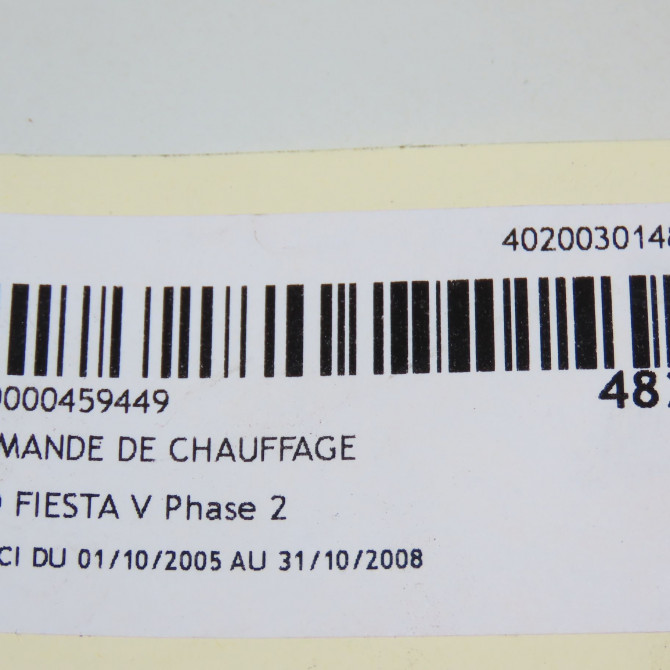 402003014
000459449
48
MANDE DE CHAUFFAGE
FIESTA V Phase 2
CI DU 01/10/2005 AU 31/10/2008